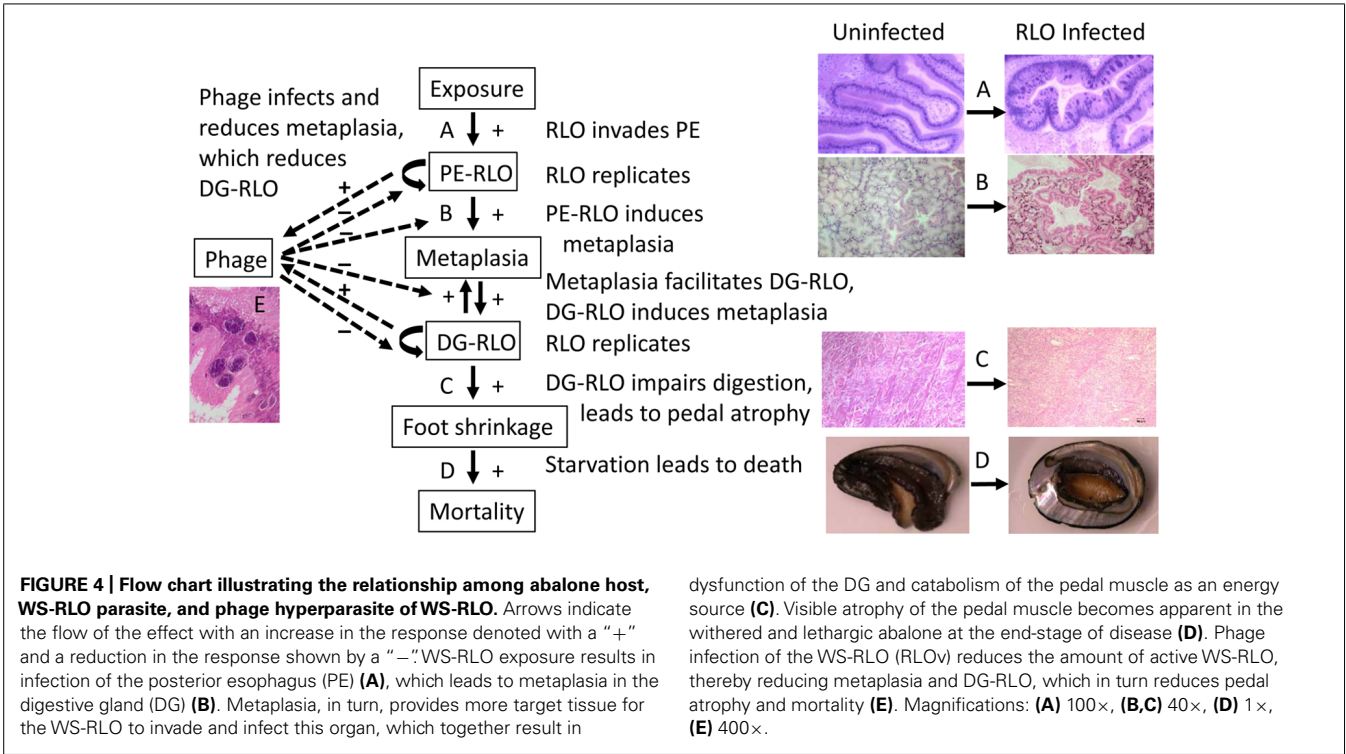 Uninfected
RLO Infected
Phage infects and
reduces metaplasia,
which reduces
DG-RLO
Exposure
A +
RLO invades PE
PE-RLO
RLO replicates
B +
PE-RLO induces
metaplasia
Metaplasia
+ +
Metaplasia facilitates DG-RLO,
DG-RLO induces metaplasia
DG-RLO
RLO replicates
C +
DG-RLO impairs digestion,
leads to pedal atrophy
Foot shrinkage
D +
Starvation leads to death
Mortality
+
−
−
Phage
−
+
−
E
A
B
C
D
FIGURE 4 | Flow chart illustrating the relationship among abalone host,
WS-RLO parasite, and phage hyperparasite of WS-RLO. Arrows indicate
the flow of the effect with an increase in the response denoted with a “+”
and a reduction in the response shown by a “−”. WS-RLO exposure results in
infection of the posterior esophagus (PE) (A), which leads to metaplasia in the
digestive gland (DG) (B). Metaplasia, in turn, provides more target tissue for
the WS-RLO to invade and infect this organ, which together result in
dysfunction of the DG and catabolism of the pedal muscle as an energy
source (C). Visible atrophy of the pedal muscle becomes apparent in the
withered and lethargic abalone at the end-stage of disease (D). Phage
infection of the WS-RLO (RLOv) reduces the amount of active WS-RLO,
thereby reducing metaplasia and DG-RLO, which in turn reduces pedal
atrophy and mortality (E). Magnifications: (A) 100×, (B,C) 40×, (D) 1×,
(E) 400×.